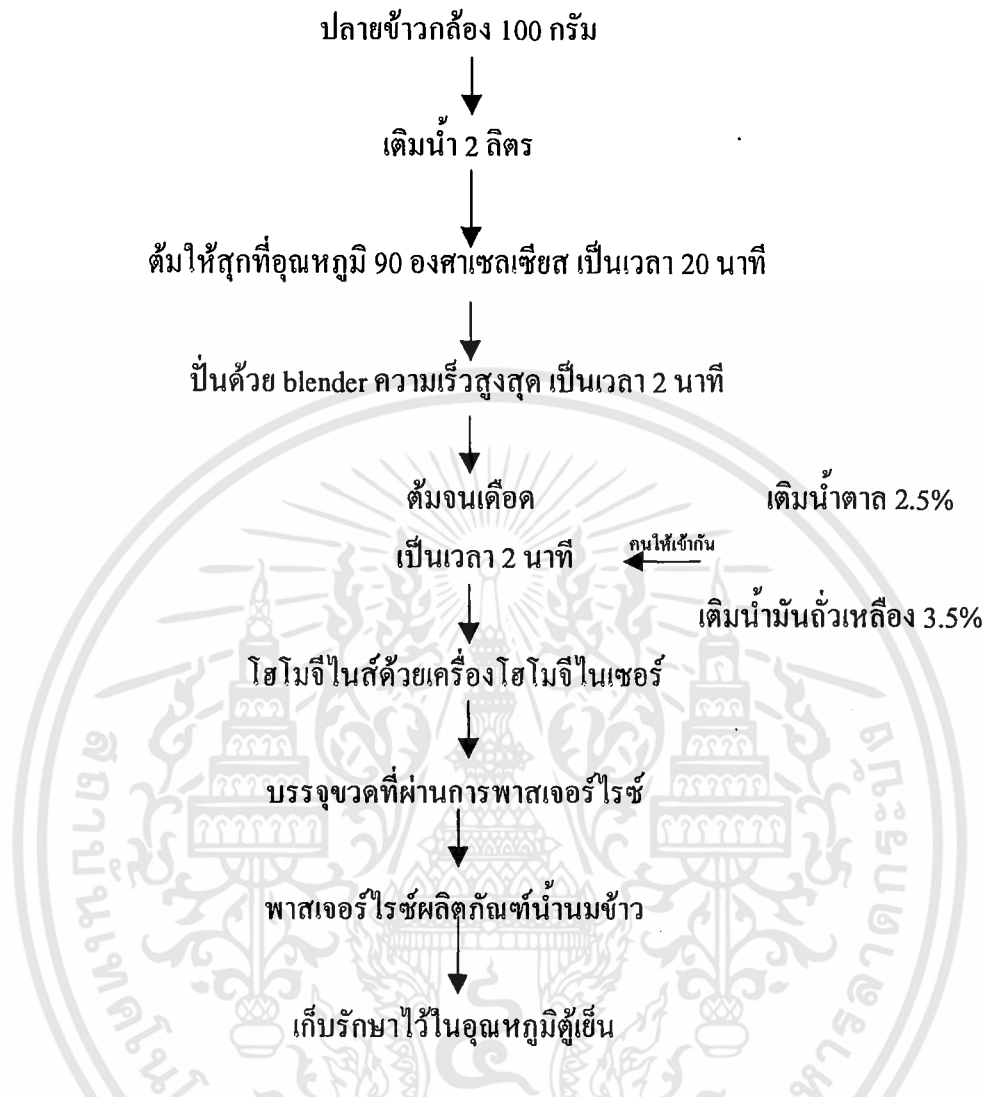 ปลายข้าวกล้อง 100 กรัม
เติมน้ำ 2 ลิตร
ต้มให้สุกที่อุณหภูมิ 90 องศาเซลเซียส เป็นเวลา 20 นาที
ปั่นด้วย blender ความเร็วสูงสุด เป็นเวลา 2 นาที
ต้มจนเดือด
เติมน้ำตาล 2.5%
เป็นเวลา 2 นาที
คนให้เข้ากัน
เติมน้ำมันถั่วเหลือง 3.5%
โฮโมจีไนส์ด้วยเครื่องโฮโมจีไนเซอร์
บรรจุขวดที่ผ่านการพาสเจอร์ไรซ์
พาสเจอร์ไรซ์ผลิตภัณฑ์น้ำนมข้าว
เก็บรักษาไว้ในอุณหภูมิตู้เย็น